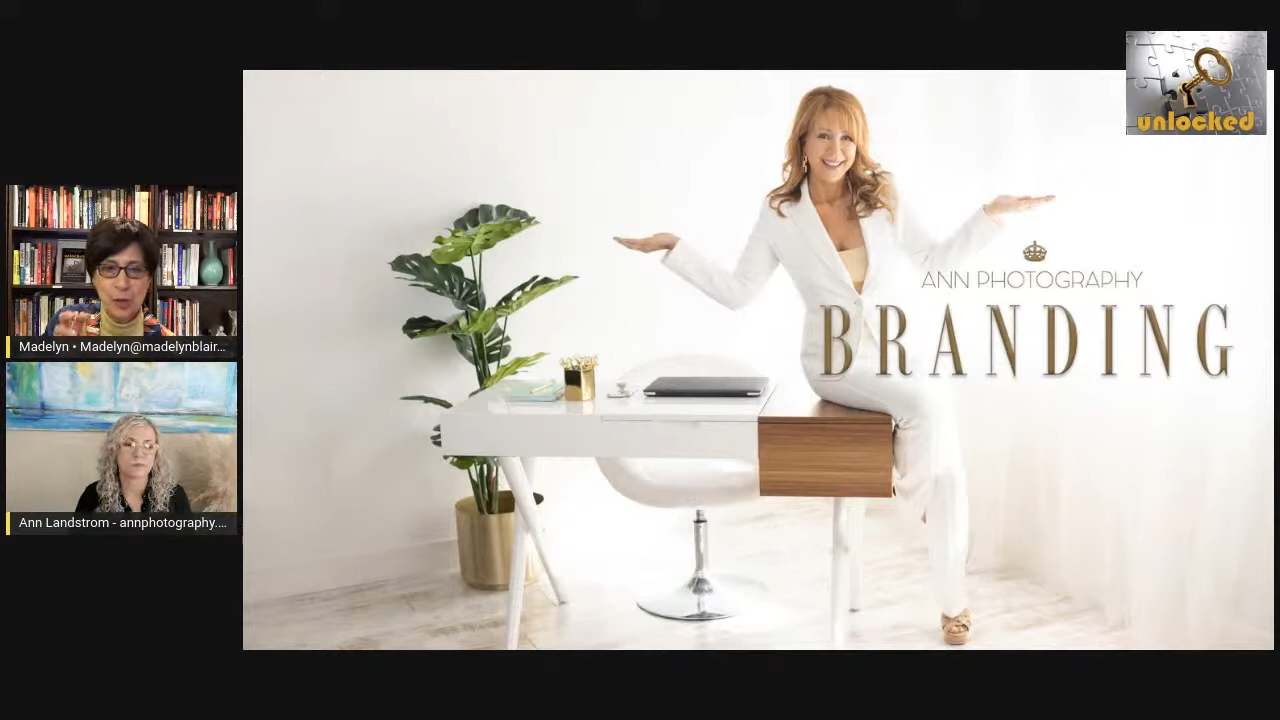 unlocked
ANN PHOTOGRAPHY
BRANDING
Madelyn • Madelyn@madelynblair...
Ann Landstrom - annphotography....